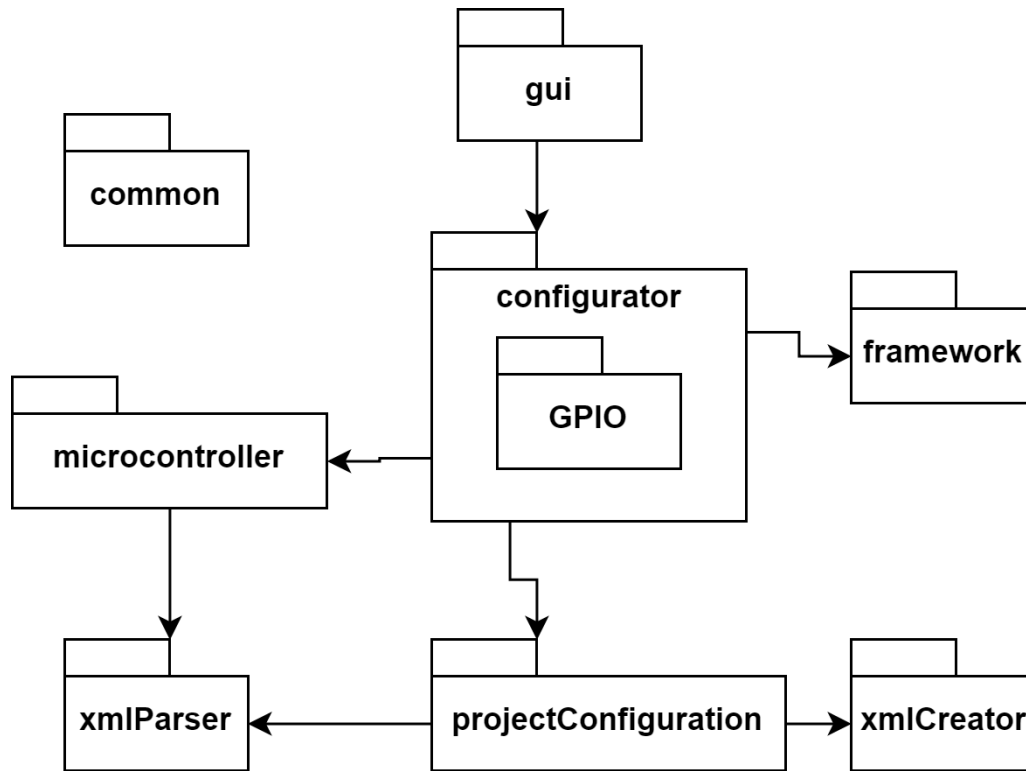 gui
common
configurator
framework
GPIO
microcontroller
xmlParser
projectConfiguration
xmlCreator